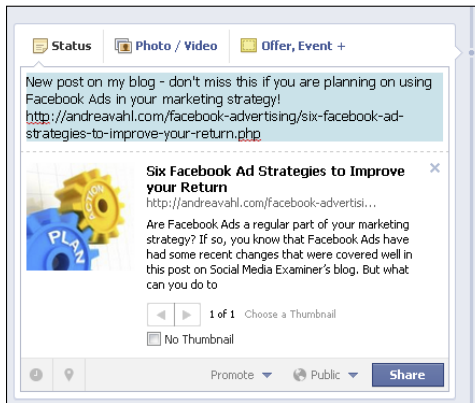 Status Photo / Video Offer, Event +
New post on my blog - don't miss this if you are planning on using
Facebook Ads in your marketing strategy!
http://andreavahl.com/facebook-advertising/six-facebook-ad-
strategies-to-improve-your-return.php
Six Facebook Ad Strategies to Improve
your Return
http://andreavahl.com/facebook-advertisi...
Are Facebook Ads a regular part of your marketing
strategy? If so, you know that Facebook Ads have
had some recent changes that were covered well in
this post on Social Media Examiner's blog. But what
can you do to
ACTION
PLAN
1 of 1 Choose a Thumbnail
No Thumbnail
Promote Public Share